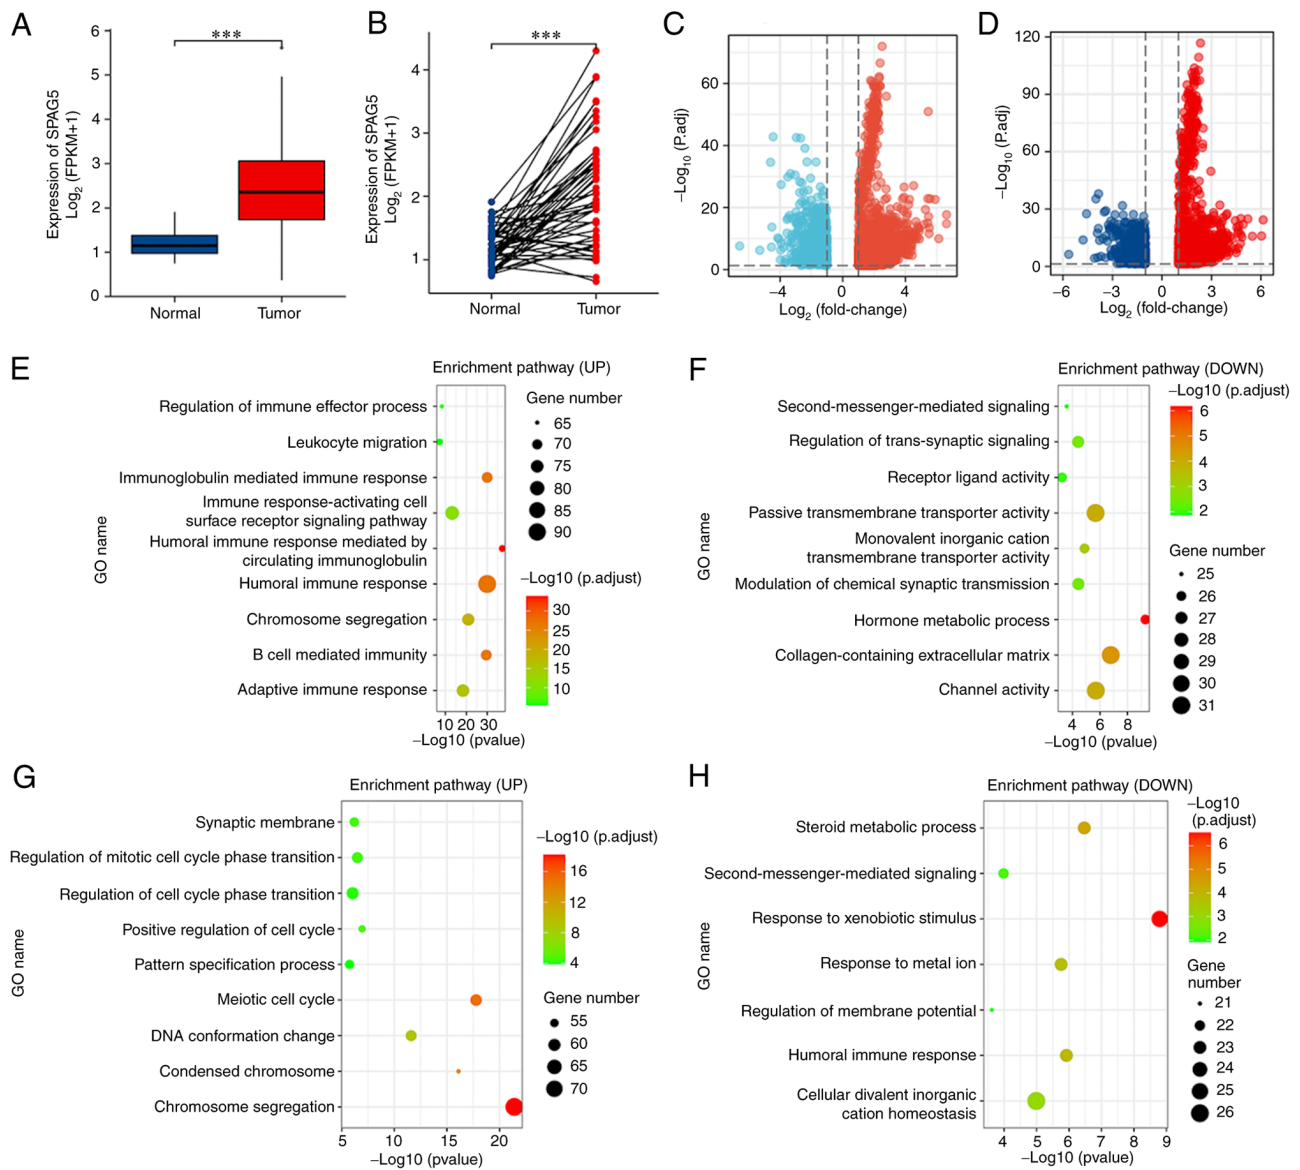 A
6
5
4
3
2
1
0
Expression of SPAG5
Log2 (FPKM+1)
***
Normal
Tumor
B
4
3
2
1
Expression of SPAG5
Log2 (FPKM+1)
***
Normal
Tumor
C
60
40
20
0
−Log10 (P.adj)
−4
0
4
Log2 (fold-change)
D
120
90
60
30
0
−Log10 (P.adj)
−6
−3
0
3
6
Log2 (fold-change)
E
Enrichment pathway (UP)
GO name
Regulation of immune effector process
Leukocyte migration
Immunoglobulin mediated immune response
Immune response-activating cell
surface receptor signaling pathway
Humoral immune response mediated by
circulating immunoglobulin
Humoral immune response
Chromosome segregation
B cell mediated immunity
Adaptive immune response
10 20 30
−Log10 (pvalue)
Gene number
65
70
75
80
85
90
−Log10 (p.adjust)
30
25
20
15
10
F
Enrichment pathway (DOWN)
GO name
Second-messenger-mediated signaling
Regulation of trans-synaptic signaling
Receptor ligand activity
Passive transmembrane transporter activity
Monovalent inorganic cation
transmembrane transporter activity
Modulation of chemical synaptic transmission
Hormone metabolic process
Collagen-containing extracellular matrix
Channel activity
4 6 8
−Log10 (pvalue)
−Log10 (p.adjust)
6
5
4
3
2
Gene number
25
26
27
28
29
30
31
G
Enrichment pathway (UP)
GO name
Synaptic membrane
Regulation of mitotic cell cycle phase transition
Regulation of cell cycle phase transition
Positive regulation of cell cycle
Pattern specification process
Meiotic cell cycle
DNA conformation change
Condensed chromosome
Chromosome segregation
5 10 15 20
−Log10 (pvalue)
−Log10 (p.adjust)
16
12
8
4
Gene number
55
60
65
70
H
Enrichment pathway (DOWN)
GO name
Steroid metabolic process
Second-messenger-mediated signaling
Response to xenobiotic stimulus
Response to metal ion
Regulation of membrane potential
Humoral immune response
Cellular divalent inorganic
cation homeostasis
4 5 6 7 8 9
−Log10 (pvalue)
−Log10
(p.adjust)
6
5
4
3
2
Gene
number
21
22
23
24
25
26